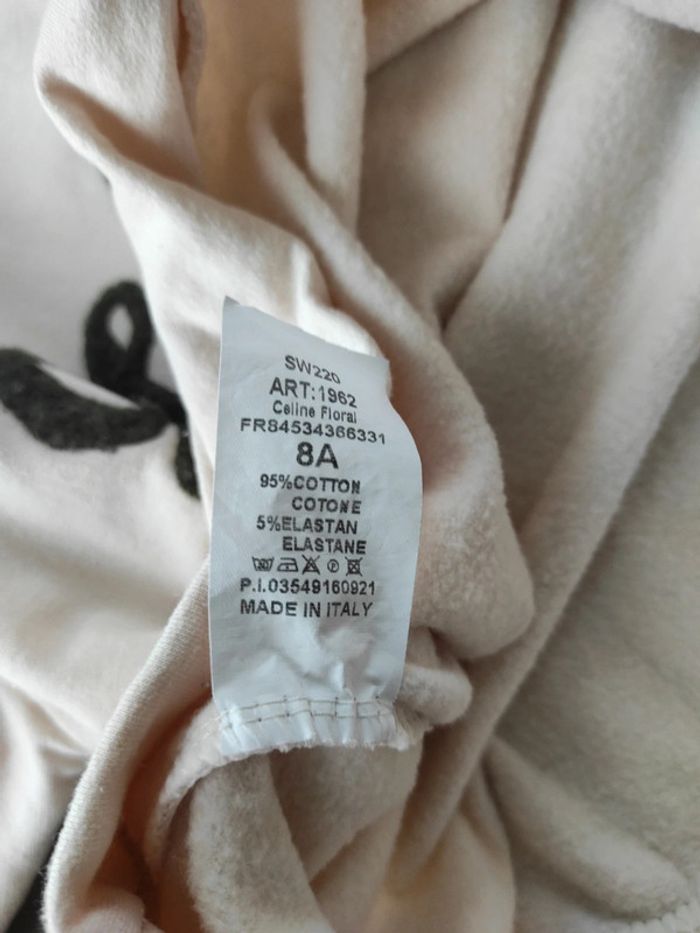 SW220
ART:1962
Celine Floral
FR84534366331
8A
95%COTTON
COTONE
5%ELASTAN
ELASTANE
P.I.03549160921
MADE IN ITALY